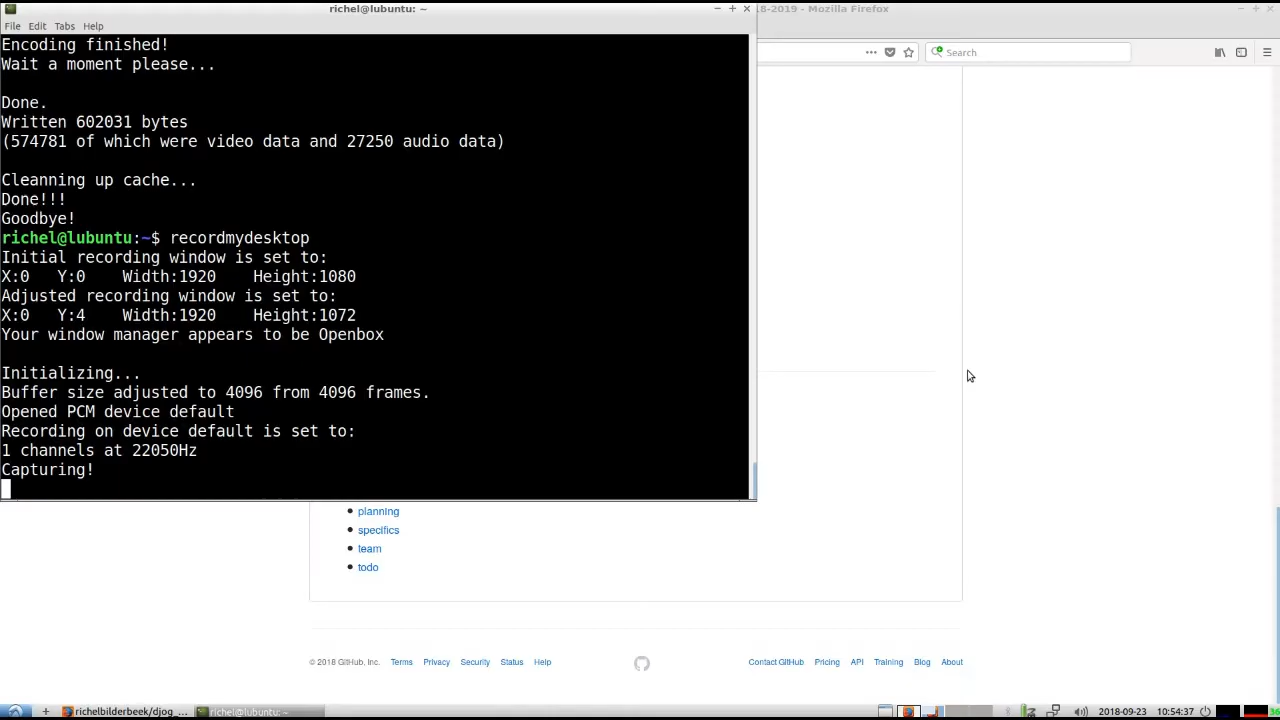 richel@lubuntu: ~
8-2019 - Mozilla Firefox
File Edit Tabs Help
Search
Encoding finished!
Wait a moment please...
Done.
Written 602031 bytes
(574781 of which were video data and 27250 audio data)
Cleanning up cache...
Done!!!
Goodbye!
richel@lubuntu:~$ recordmydesktop
Initial recording window is set to:
X:0 Y:0 Width:1920 Height:1080
Adjusted recording window is set to:
X:0 Y:4 Width:1920 Height:1072
Your window manager appears to be Openbox
Initializing...
Buffer size adjusted to 4096 from 4096 frames.
Opened PCM device default
Recording on device default is set to:
1 channels at 22050Hz
Capturing!
planning
specifics
team
todo
© 2018 GitHub, Inc. Terms Privacy Security Status Help Contact GitHub Pricing API Training Blog About
richelbilderbeek/djog_... richel@lubuntu: ~ 2018-09-23 10:54:37